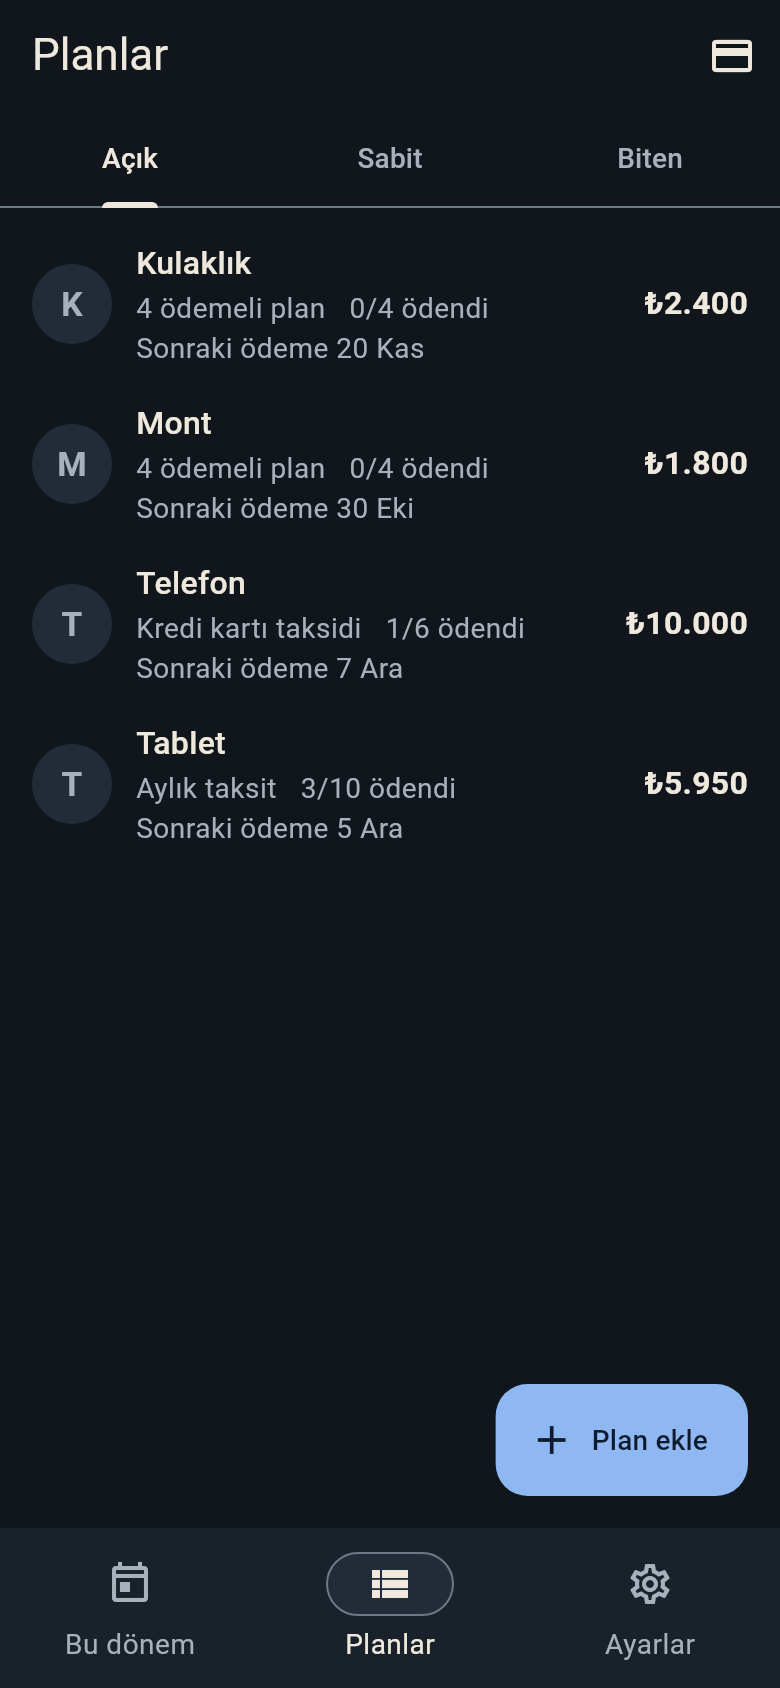 Planlar
Açık
Sabit
Biten
K
Kulaklık
4 ödemeli plan 0/4 ödendi
Sonraki ödeme 20 Kas
₺2.400
M
Mont
4 ödemeli plan 0/4 ödendi
Sonraki ödeme 30 Eki
₺1.800
T
Telefon
Kredi kartı taksidi 1/6 ödendi
Sonraki ödeme 7 Ara
₺10.000
T
Tablet
Aylık taksit 3/10 ödendi
Sonraki ödeme 5 Ara
₺5.950
Plan ekle
Bu dönem
Planlar
Ayarlar